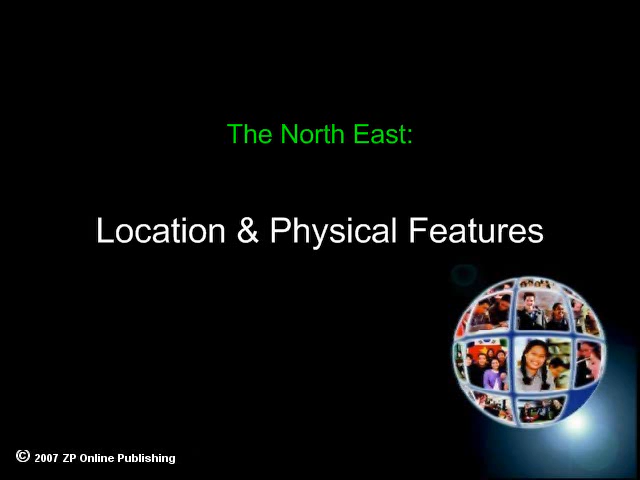 The North East:
Location & Physical Features
© 2007 ZP Online Publishing